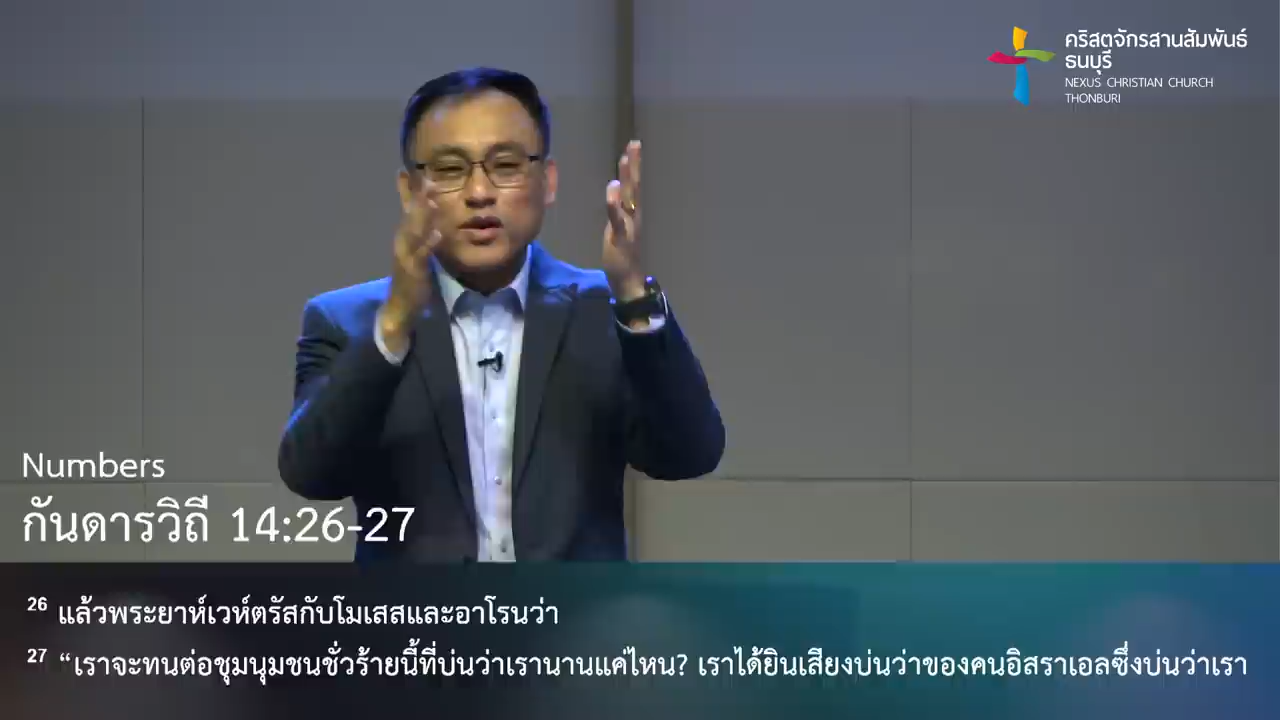 คริสตจักรสานสัมพันธ์
ธนบุรี
NEXUS CHRISTIAN CHURCH
THONBURI
Numbers
กันดารวิถี 14:26-27
26 แล้วพระยาห์เวห์ตรัสกับโมเสสและอาโรนว่า
27 “เราจะทนต่อชุมนุมชนชั่วร้ายนี้ที่บ่นว่าเรานานแค่ไหน? เราได้ยินเสียงบ่นว่าของคนอิสราเอลซึ่งบ่นว่าเรา